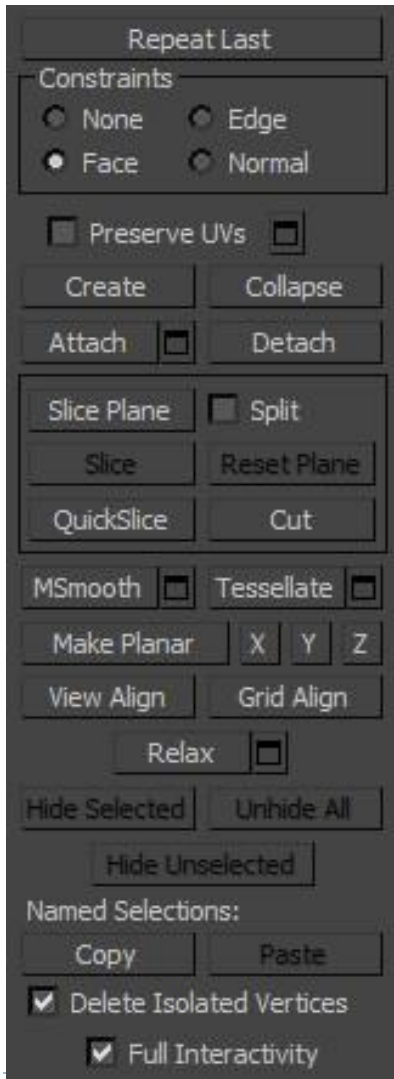 Repeat Last
Constraints
None Edge
Face Normal
Preserve UVs
Create Collapse
Attach Detach
Slice Plane Split
Slice Reset Plane
QuickSlice Cut
MSmooth Tessellate
Make Planar X Y Z
View Align Grid Align
Relax
Hide Selected Unhide All
Hide Unselected
Named Selections:
Copy Paste
Delete Isolated Vertices
Full Interactivity